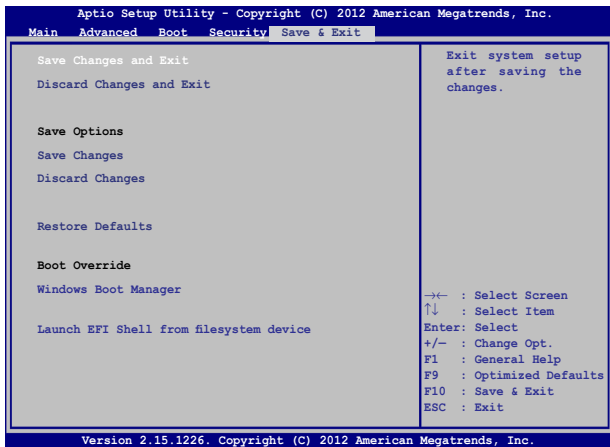 Aptio Setup Utility - Copyright (C) 2012 American Megatrends, Inc.
Main Advanced Boot Security Save & Exit
Save Changes and Exit
Discard Changes and Exit
Save Options
Save Changes
Discard Changes
Restore Defaults
Boot Override
Windows Boot Manager
Launch EFI Shell from filesystem device
Exit system setup
after saving the
changes.
→← : Select Screen
↑↓ : Select Item
Enter: Select
+/— : Change Opt.
F1 : General Help
F9 : Optimized Defaults
F10 : Save & Exit
ESC : Exit
Version 2.15.1226. Copyright (C) 2012 American Megatrends, Inc.